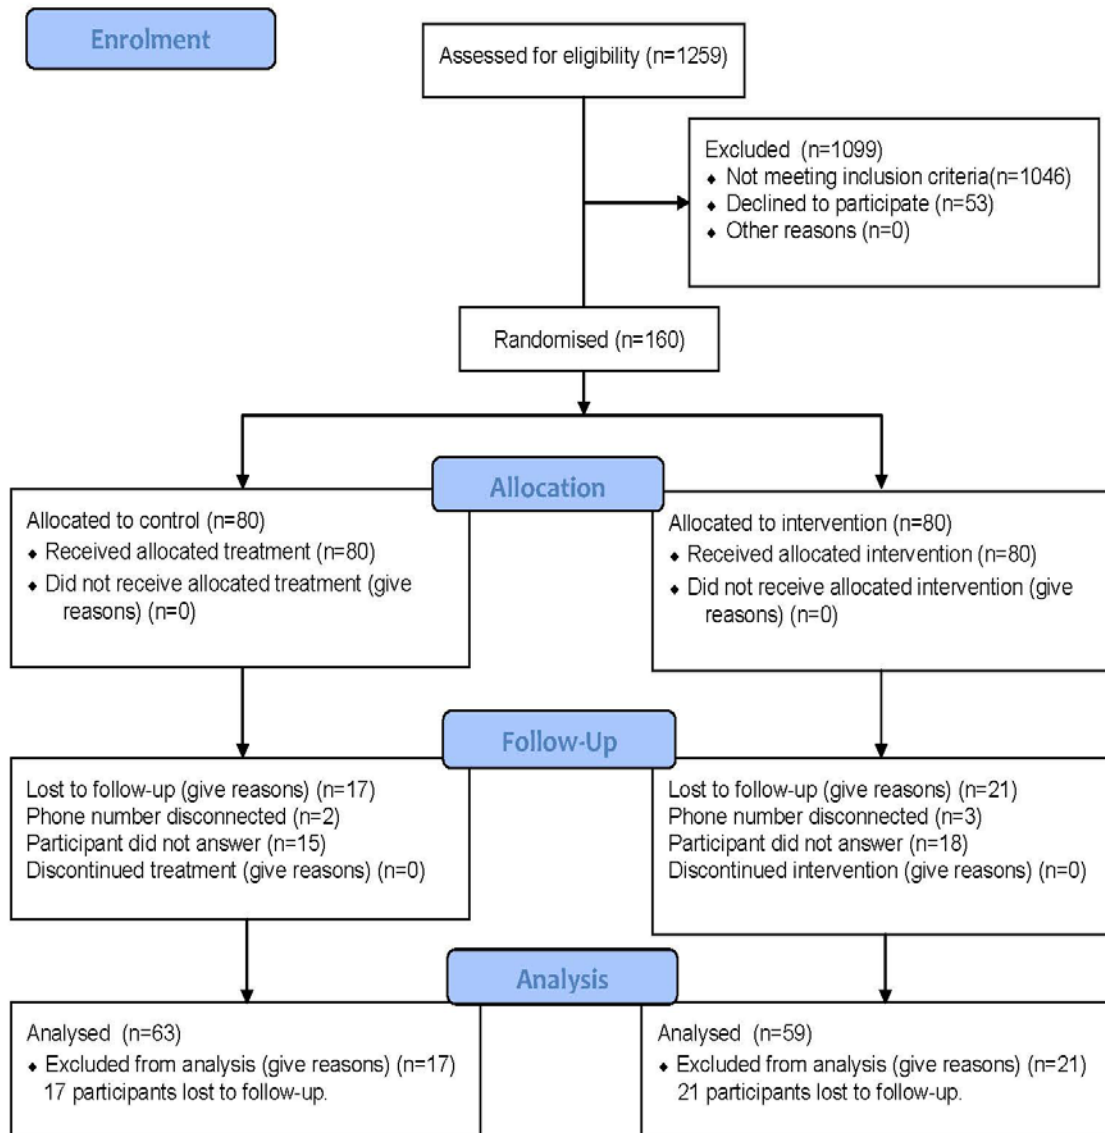 Enrolment
Assessed for eligibility (n=1259)
Excluded (n=1099)
♦ Not meeting inclusion criteria(n=1046)
♦ Declined to participate (n=53)
♦ Other reasons (n=0)
Randomised (n=160)
Allocation
Allocated to control (n=80)
♦ Received allocated treatment (n=80)
♦ Did not receive allocated treatment (give
reasons) (n=0)
Allocated to intervention (n=80)
♦ Received allocated intervention (n=80)
♦ Did not receive allocated intervention (give
reasons) (n=0)
Follow-Up
Lost to follow-up (give reasons) (n=17)
Phone number disconnected (n=2)
Participant did not answer (n=15)
Discontinued treatment (give reasons) (n=0)
Lost to follow-up (give reasons) (n=21)
Phone number disconnected (n=3)
Participant did not answer (n=18)
Discontinued intervention (give reasons) (n=0)
Analysis
Analysed (n=63)
♦ Excluded from analysis (give reasons) (n=17)
17 participants lost to follow-up.
Analysed (n=59)
♦ Excluded from analysis (give reasons) (n=21)
21 participants lost to follow-up.